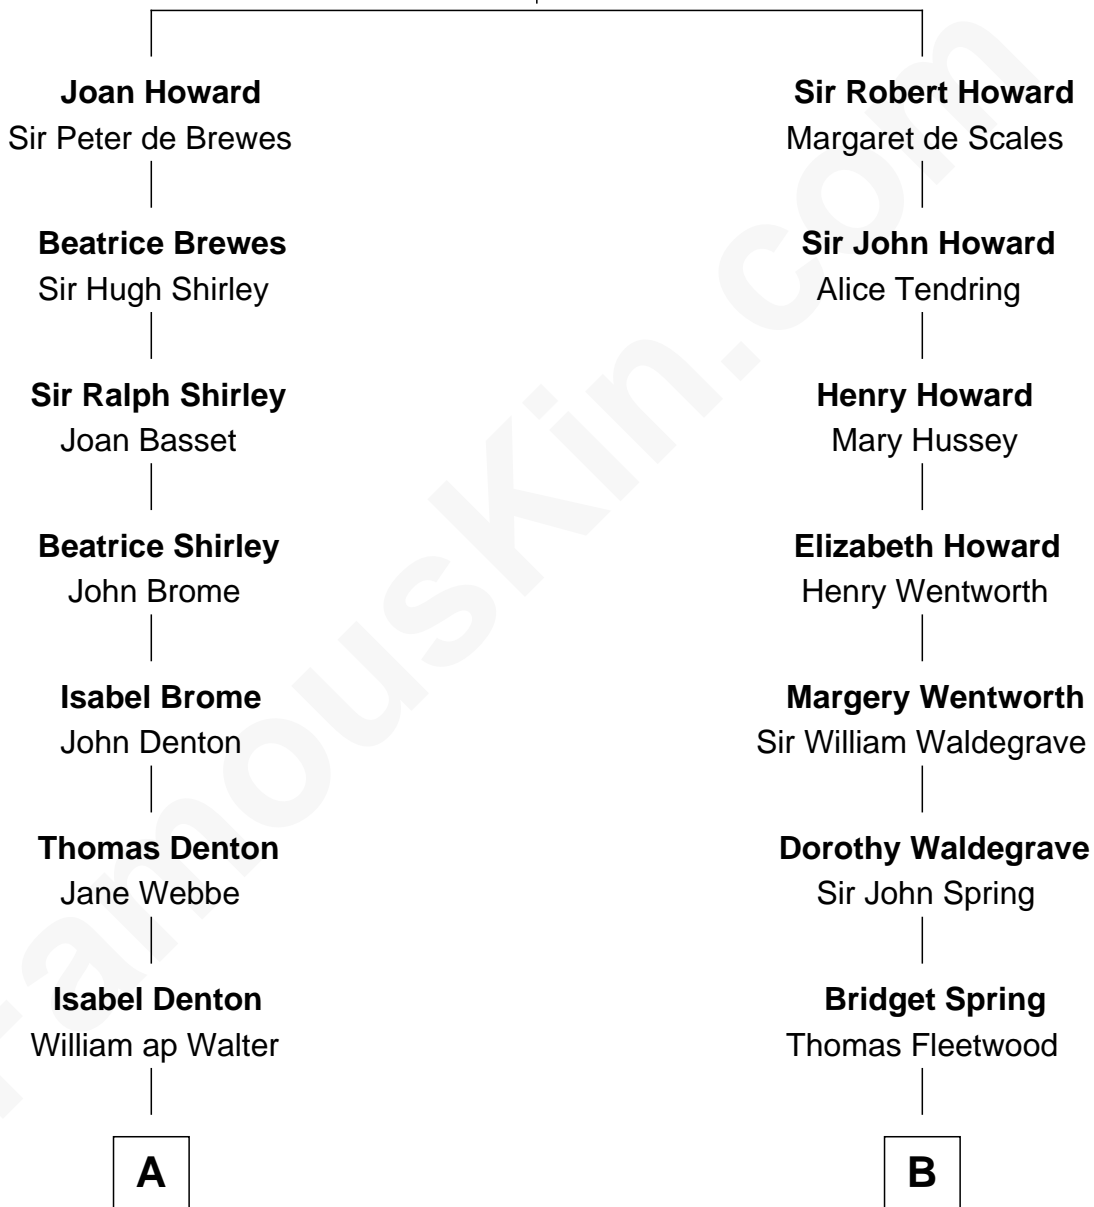 Joan Howard
Sir Peter de Brewes
Beatrice Brewes
Sir Hugh Shirley
Sir Ralph Shirley
Joan Basset
Beatrice Shirley
John Brome
Isabel Brome
John Denton
Thomas Denton
Jane Webbe
Isabel Denton
William ap Walter
A
Sir Robert Howard
Margaret de Scales
Sir John Howard
Alice Tendring
Henry Howard
Mary Hussey
Elizabeth Howard
Henry Wentworth
Margery Wentworth
Sir William Waldegrave
Dorothy Waldegrave
Sir John Spring
Bridget Spring
Thomas Fleetwood
B
FamousKin.com